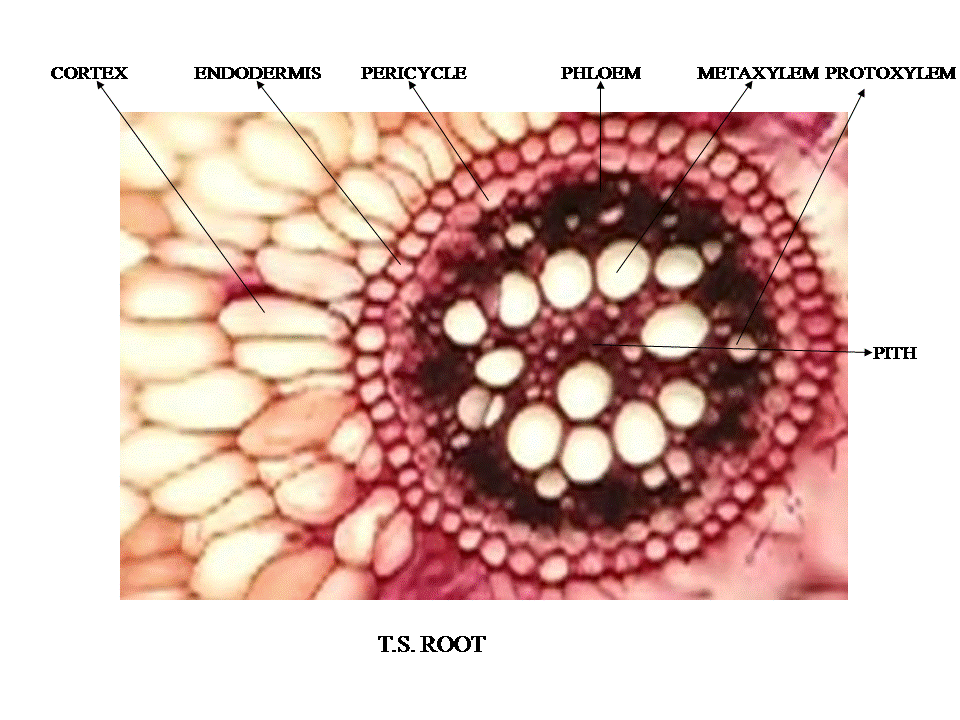 CORTEX ENDODERMIS PERICYCLE PHLOEM METAXYLEM PROTOXYLEM
PITH
T.S. ROOT